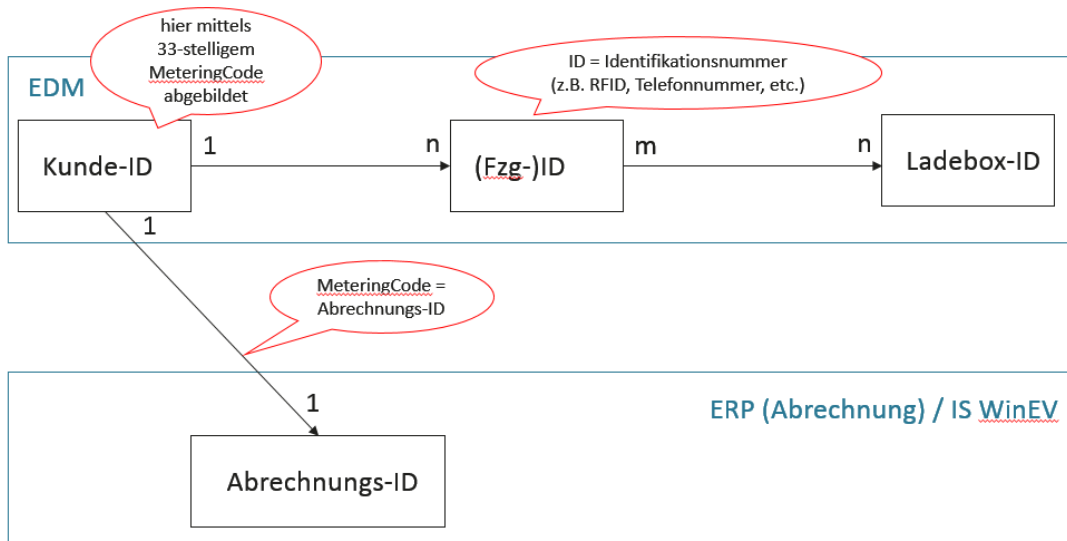 hier mittels
33-stelligem
MeteringCode
abgebildet
EDM
ID = Identifikationsnummer
(z.B. RFID, Telefonnummer, etc.)
Kunde-ID
1
n
(Fzg-)ID
m
n
Ladebox-ID
1
MeteringCode =
Abrechnungs-ID
1
ERP (Abrechnung) / IS WinEV
Abrechnungs-ID